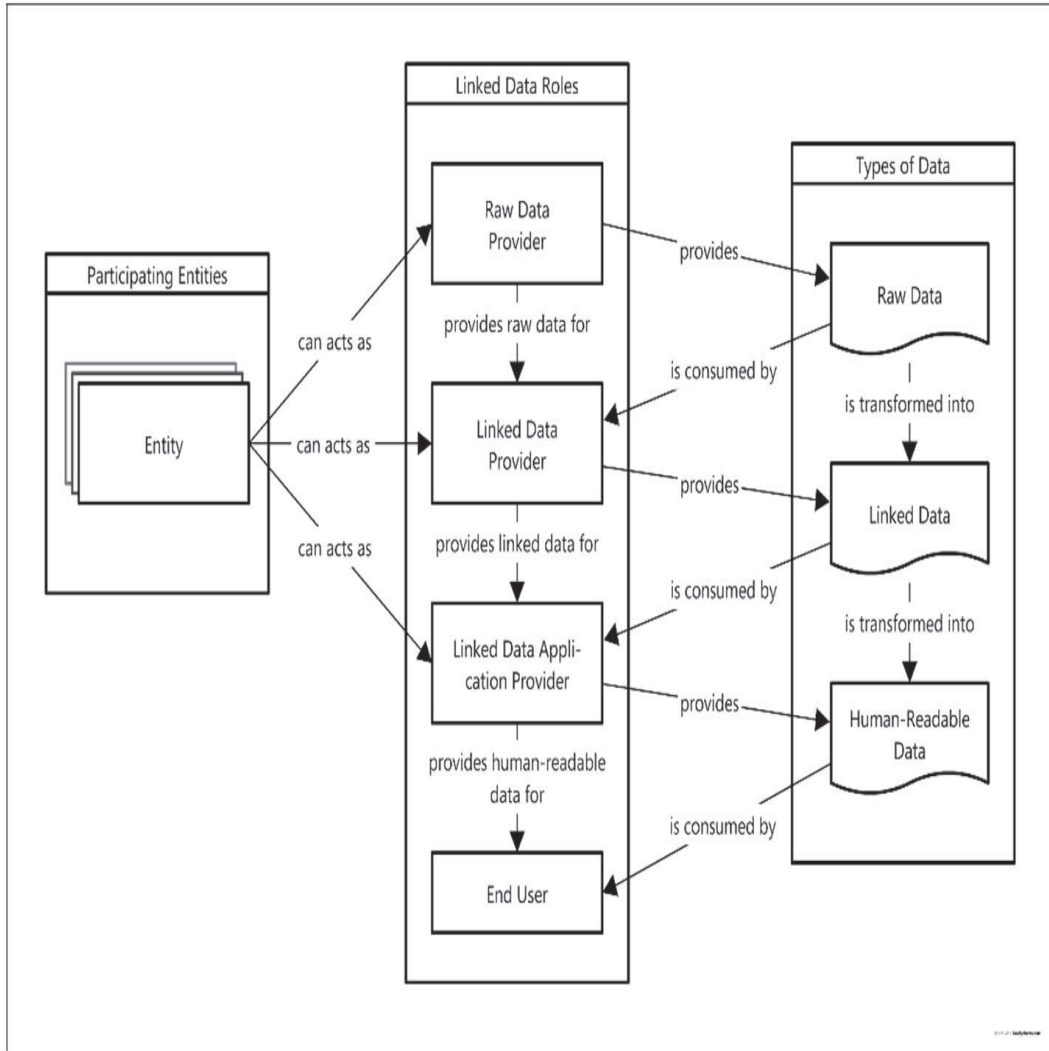 Linked Data Roles
Types of Data
Participating Entities
Raw Data
Provider
provides
Raw Data
can acts as
provides raw data for
is consumed by
is transformed into
Entity
can acts as
Linked Data
Provider
provides
Linked Data
can acts as
provides linked data for
is consumed by
is transformed into
Linked Data Appli-
cation Provider
provides
Human-Readable
Data
provides human-readable
data for
is consumed by
End User